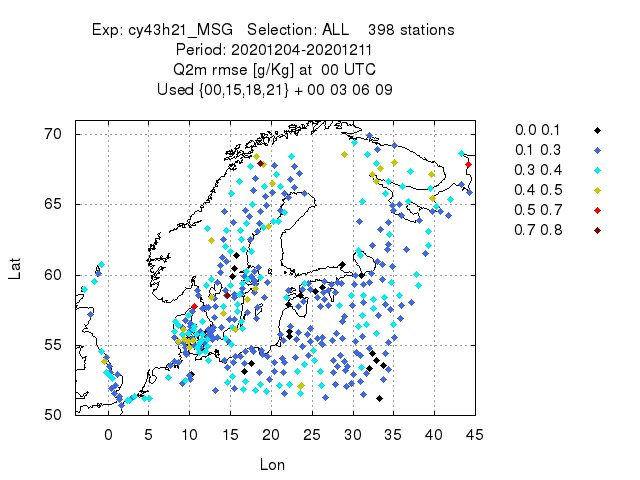 Exp: cy43h21_MSG Selection: ALL 398 stations
Period: 20201204-20201211
Q2m rmse [g/Kg] at 00 UTC
Used {00,15,18,21} + 00 03 06 09
70
65
60
55
50
Lat
0 5 10 15 20 25 30 35 40 45
Lon
0.0 0.1
0.1 0.3
0.3 0.4
0.4 0.5
0.5 0.7
0.7 0.8